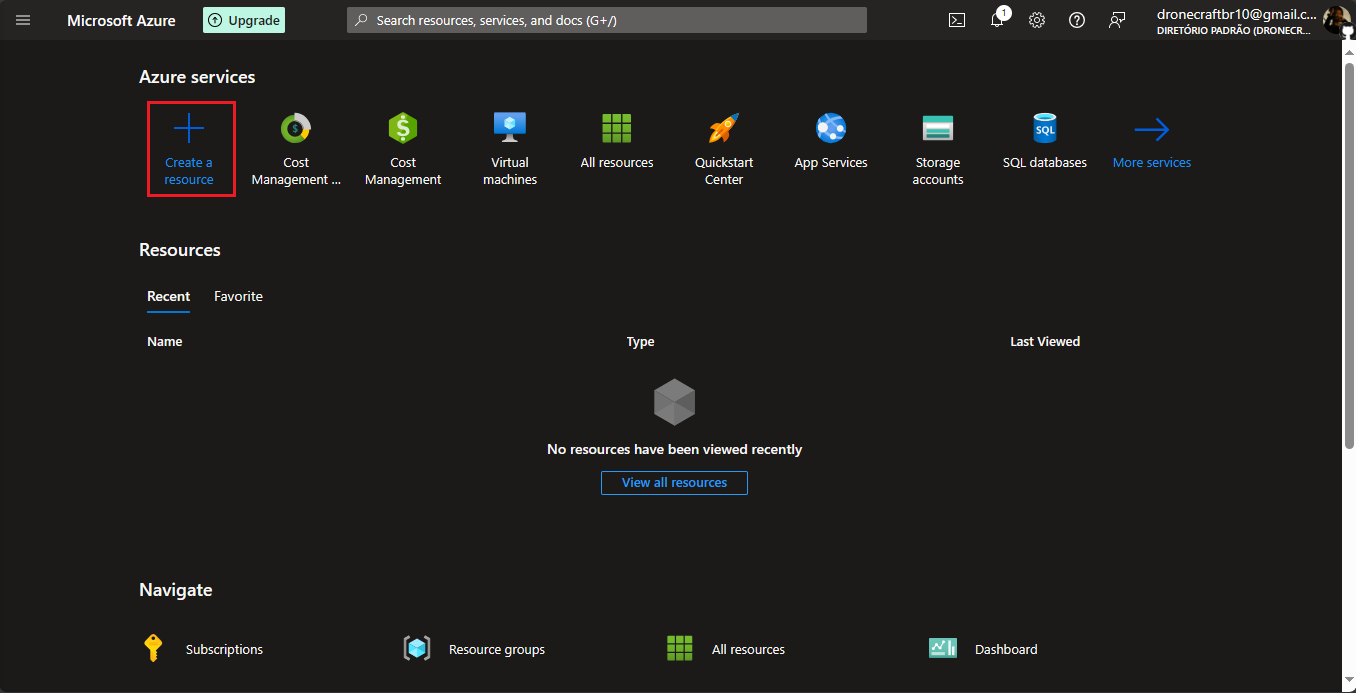 Microsoft Azure
Upgrade
Search resources, services, and docs (G+/)
1
dronecraftbr10@gmail.c...
DIRETÓRIO PADRÃO (DRONECR...
Azure services
Create a
resource
Cost
Management ...
Cost
Management
Virtual
machines
All resources
Quickstart
Center
App Services
Storage
accounts
SQL
SQL databases
More services
Resources
Recent
Favorite
Name
Type
Last Viewed
No resources have been viewed recently
View all resources
Navigate
Subscriptions
Resource groups
All resources
Dashboard